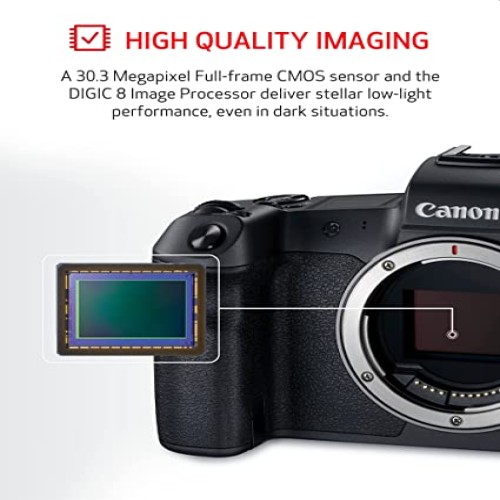 HIGH QUALITY IMAGING
A 30.3 Megapixel Full-frame CMOS sensor and the
DIGIC 8 Image Processor deliver stellar low-light
performance, even in dark situations.
Canon